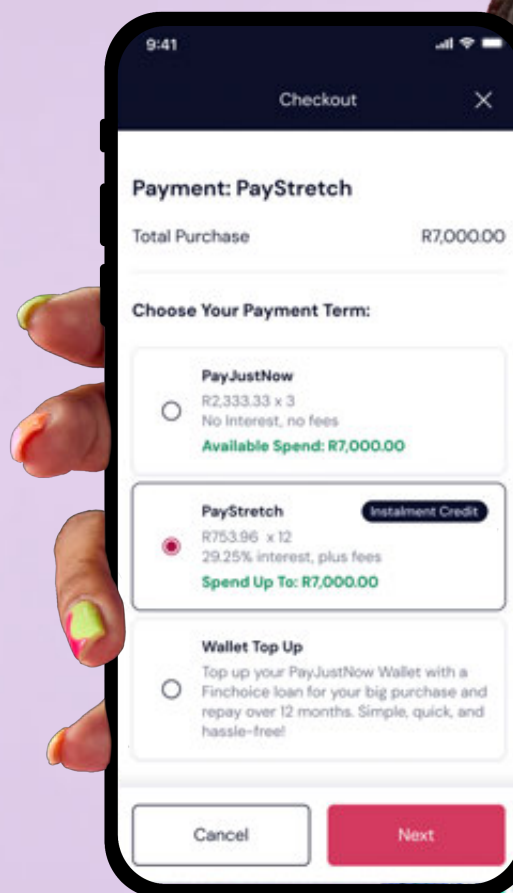 9:41
Checkout
Payment: PayStretch
Total Purchase R7,000.00
Choose Your Payment Term:
PayJustNow
R2,333.33 x 3
No interest, no fees
Available Spend: R7,000.00
PayStretch Instalment Credit
R753.96 x 12
29.25% interest, plus fees
Spend Up To: R7,000.00
Wallet Top Up
Top up your PayJustNow Wallet with a
Finchoice loan for your big purchase and
repay over 12 months. Simple, quick, and
hassle-free!
Cancel Next